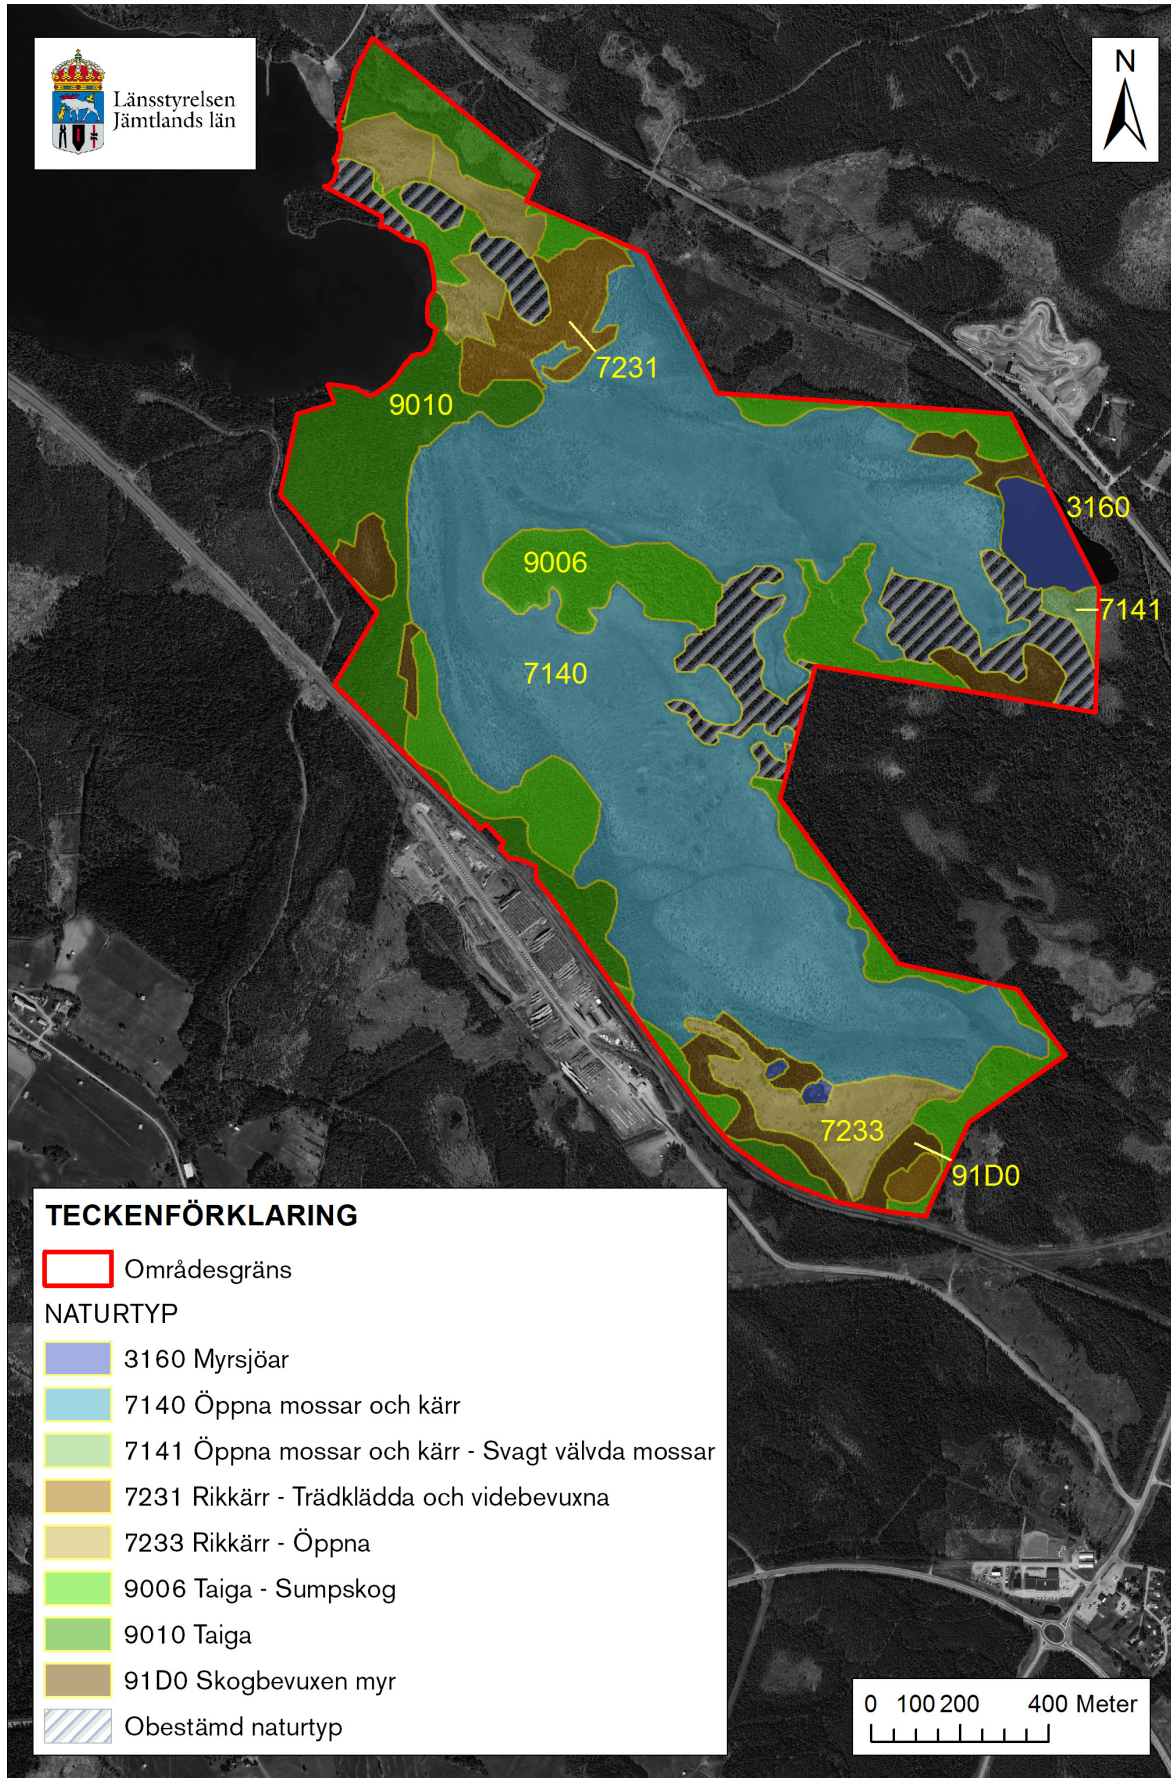 Länsstyrelsen
Jämtlands län
N
7231
9010
3160
9006
7141
7140
7233
91D0
TECKENFÖRKLARING
Områdesgräns
NATURTYP
3160 Myrsjöar
7140 Öppna mossar och kärr
7141 Öppna mossar och kärr - Svagt välvda mossar
7231 Rikkärr - Trädklädda och videbevuxna
7233 Rikkärr - Öppna
9006 Taiga - Sumpskog
9010 Taiga
91D0 Skogbevuxen myr
Obestämd naturtyp
0 100 200 400 Meter